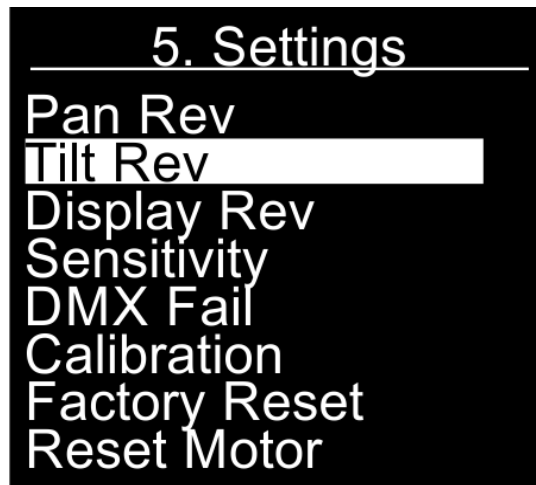 5. Settings
Pan Rev
Tilt Rev
Display Rev
Sensitivity
DMX Fail
Calibration
Factory Reset
Reset Motor